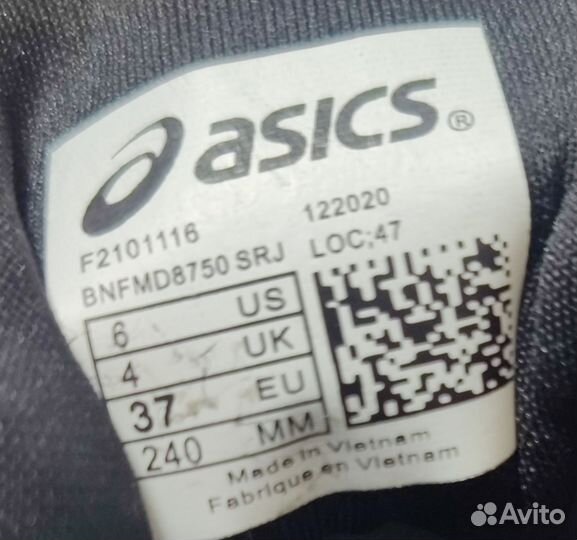 asics®
F2101116 122020
BNFMD8750 SRJ LOC;47
6 US
4 UK
37 EU
240 MM
Made in Vietnam
Fabrique en Vietnam
Avito